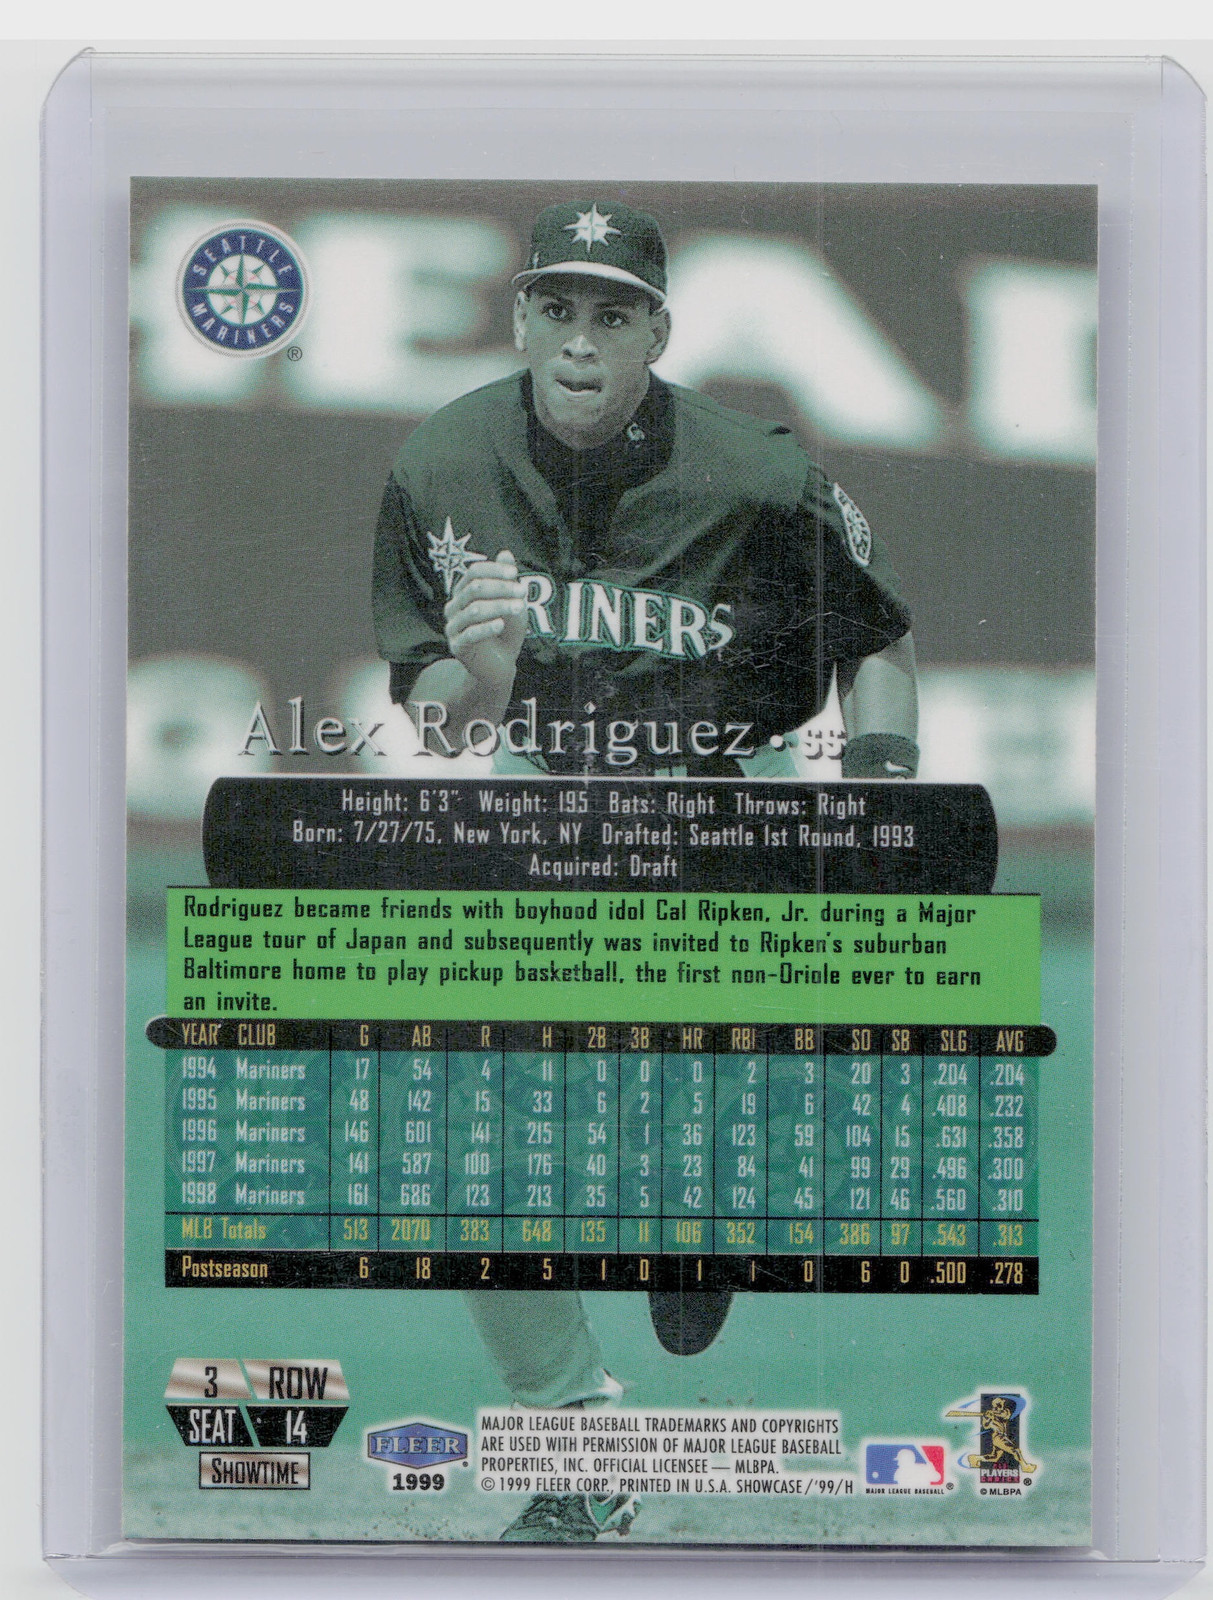 SEATTLE
MARINERS
®
RINERS
Alex Rodriguez • SS
Height: 6'3" Weight: 195 Bats: Right Throws: Right
Born: 7/27/75, New York, NY Drafted: Seattle 1st Round, 1993
Acquired: Draft
Rodriguez became friends with boyhood idol Cal Ripken, Jr. during a Major
League tour of Japan and subsequently was invited to Ripken's suburban
Baltimore home to play pickup basketball, the first non-Oriole ever to earn
an invite.
YEAR CLUB G AB R H 2B 3B HR RBI BB SO SB SLG AVG
1994 Mariners 17 54 4 11 0 0 0 2 3 20 3 .204 .204
1995 Mariners 48 142 15 33 6 2 5 19 6 42 4 .408 .232
1996 Mariners 146 601 141 215 54 1 36 123 59 104 15 .631 .358
1997 Mariners 141 587 100 176 40 3 23 84 41 99 29 .496 .300
1998 Mariners 161 686 123 213 35 5 42 124 45 121 46 .560 .310
MLB Totals 513 2070 383 648 135 11 106 352 154 386 97 .543 .313
Postseason 6 18 2 5 1 0 1 1 0 6 0 .500 .278
3 ROW
SEAT 14
SHOWTIME
FLEER
1999
MAJOR LEAGUE BASEBALL TRADEMARKS AND COPYRIGHTS
ARE USED WITH PERMISSION OF MAJOR LEAGUE BASEBALL
PROPERTIES, INC. OFFICIAL LICENSEE — MLBPA.
© 1999 FLEER CORP., PRINTED IN U.S.A. SHOWCASE/'99/H
MAJOR LEAGUE BASEBALL ®
PLAYERS
CHOICE ®
© MLBPA